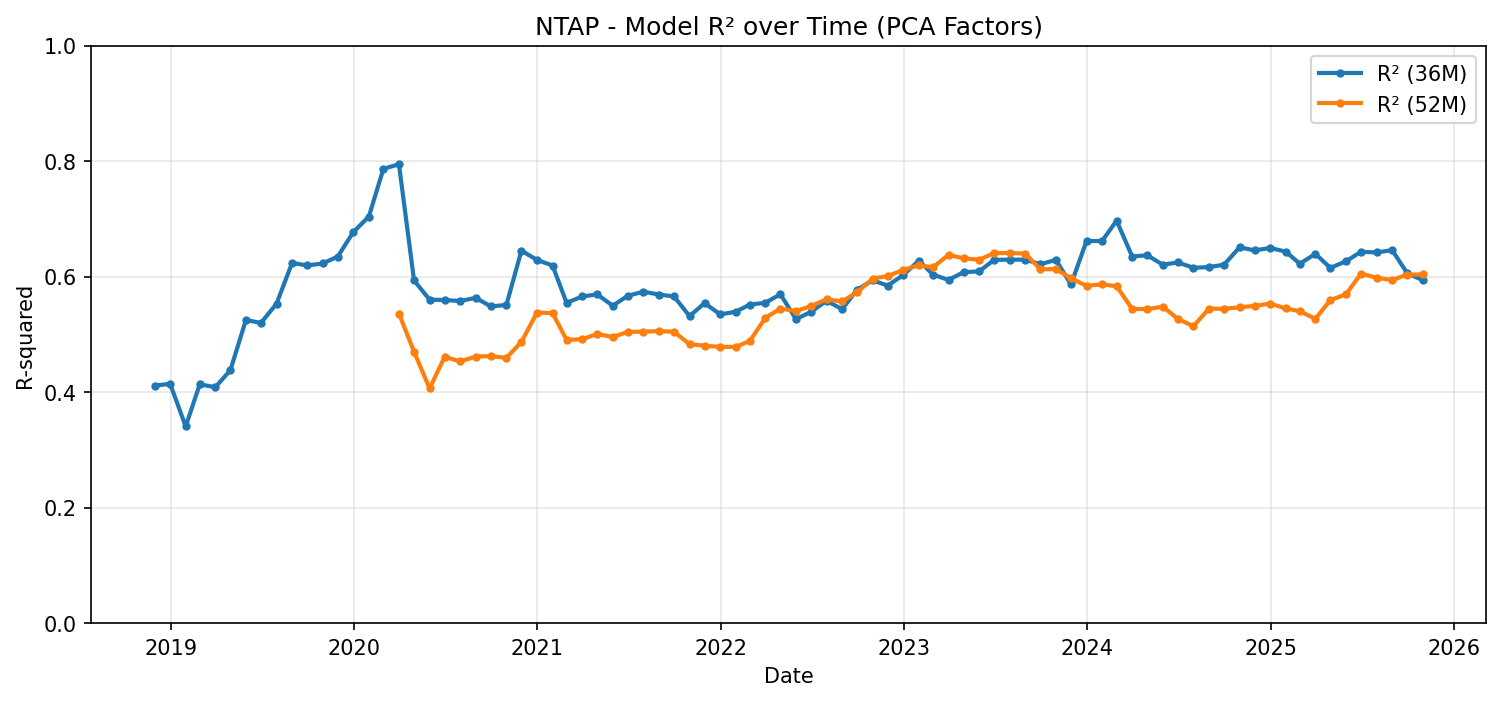 NTAP - Model R² over Time (PCA Factors)
R² (36M)
R² (52M)
R-squared
1.0
0.8
0.6
0.4
0.2
0.0
2019 2020 2021 2022 2023 2024 2025 2026
Date